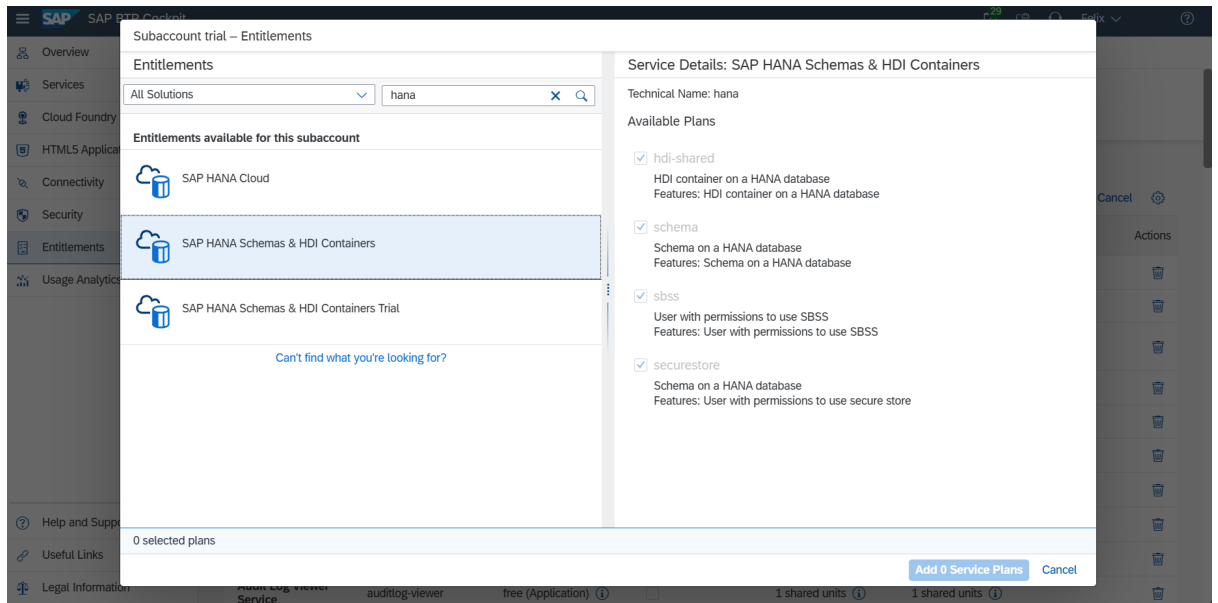 SAP
SAP BTP Cockpit
29
Felix
Subaccount trial – Entitlements
Overview
Services
Cloud Foundry
HTML5 Applica
Connectivity
Security
Entitlements
Usage Analytics
Help and Suppo
Useful Links
Legal Information
Entitlements
All Solutions
hana
Entitlements available for this subaccount
SAP HANA Cloud
SAP HANA Schemas & HDI Containers
SAP HANA Schemas & HDI Containers Trial
Can't find what you're looking for?
Service Details: SAP HANA Schemas & HDI Containers
Technical Name: hana
Available Plans
hdi-shared
HDI container on a HANA database
Features: HDI container on a HANA database
schema
Schema on a HANA database
Features: Schema on a HANA database
sbss
User with permissions to use SBSS
Features: User with permissions to use SBSS
securestore
Schema on a HANA database
Features: User with permissions to use secure store
Cancel
Actions
0 selected plans
Add 0 Service Plans
Cancel
Audit Log Viewer
Service
auditlog-viewer
free (Application)
1 shared units
1 shared units